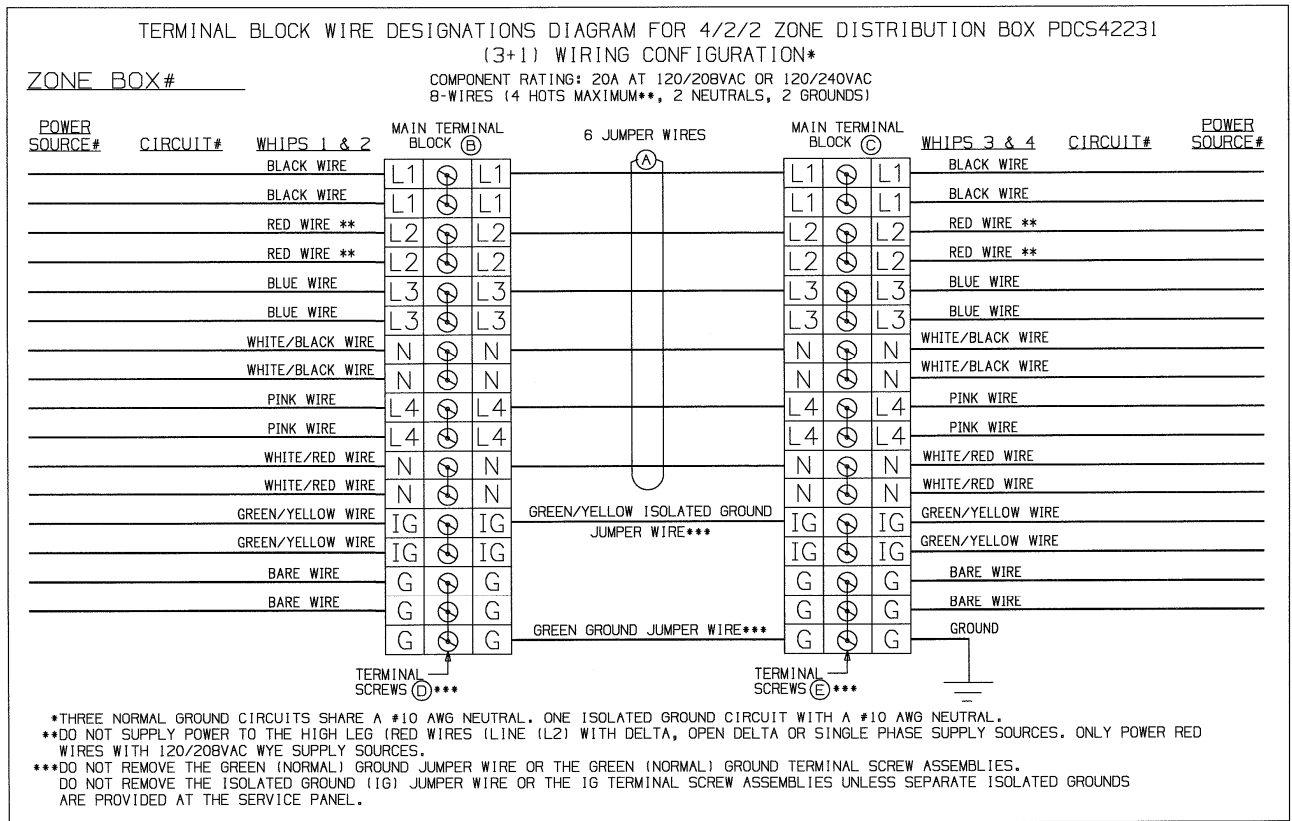 TERMINAL BLOCK WIRE DESIGNATIONS DIAGRAM FOR 4/2/2 ZONE DISTRIBUTION BOX PDCS42231
(3+1) WIRING CONFIGURATION*
ZONE BOX#
COMPONENT RATING: 20A AT 120/208VAC OR 120/240VAC
8-WIRES (4 HOTS MAXIMUM**, 2 NEUTRALS, 2 GROUNDS)
POWER SOURCE# CIRCUIT# WHIPS 1 & 2 MAIN TERMINAL BLOCK B 6 JUMPER WIRES A MAIN TERMINAL BLOCK C WHIPS 3 & 4 CIRCUIT# POWER SOURCE#
BLACK WIRE L1 L1 L1 L1 BLACK WIRE
BLACK WIRE L1 L1 L1 L1 BLACK WIRE
RED WIRE ** L2 L2 L2 L2 RED WIRE **
RED WIRE ** L2 L2 L2 L2 RED WIRE **
BLUE WIRE L3 L3 L3 L3 BLUE WIRE
BLUE WIRE L3 L3 L3 L3 BLUE WIRE
WHITE/BLACK WIRE N N N N WHITE/BLACK WIRE
WHITE/BLACK WIRE N N N N WHITE/BLACK WIRE
PINK WIRE L4 L4 L4 L4 PINK WIRE
PINK WIRE L4 L4 L4 L4 PINK WIRE
WHITE/RED WIRE N N N N WHITE/RED WIRE
WHITE/RED WIRE N N N N WHITE/RED WIRE
GREEN/YELLOW WIRE IG IG GREEN/YELLOW ISOLATED GROUND JUMPER WIRE*** IG IG GREEN/YELLOW WIRE
GREEN/YELLOW WIRE IG IG IG IG GREEN/YELLOW WIRE
BARE WIRE G G G G BARE WIRE
BARE WIRE G G G G BARE WIRE
G G GREEN GROUND JUMPER WIRE*** G G GROUND
TERMINAL SCREWS D *** TERMINAL SCREWS E ***
*THREE NORMAL GROUND CIRCUITS SHARE A #10 AWG NEUTRAL. ONE ISOLATED GROUND CIRCUIT WITH A #10 AWG NEUTRAL.
**DO NOT SUPPLY POWER TO THE HIGH LEG (RED WIRES (LINE (L2) WITH DELTA, OPEN DELTA OR SINGLE PHASE SUPPLY SOURCES. ONLY POWER RED
WIRES WITH 120/208VAC WYE SUPPLY SOURCES.
***DO NOT REMOVE THE GREEN (NORMAL) GROUND JUMPER WIRE OR THE GREEN (NORMAL) GROUND TERMINAL SCREW ASSEMBLIES.
DO NOT REMOVE THE ISOLATED GROUND (IG) JUMPER WIRE OR THE IG TERMINAL SCREW ASSEMBLIES UNLESS SEPARATE ISOLATED GROUNDS
ARE PROVIDED AT THE SERVICE PANEL.